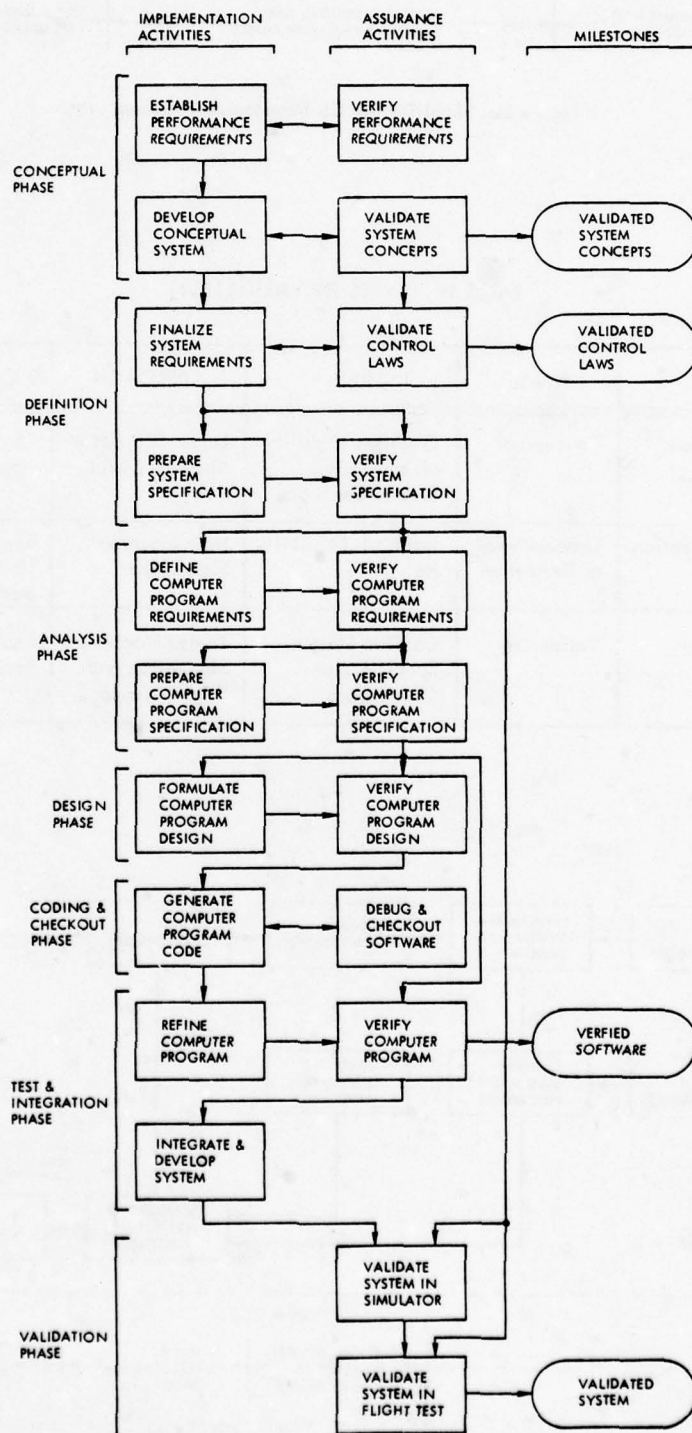 IMPLEMENTATION
ACTIVITIES
ASSURANCE
ACTIVITIES
MILESTONES
CONCEPTUAL
PHASE
ESTABLISH
PERFORMANCE
REQUIREMENTS
VERIFY
PERFORMANCE
REQUIREMENTS
DEVELOP
CONCEPTUAL
SYSTEM
VALIDATE
SYSTEM
CONCEPTS
VALIDATED
SYSTEM
CONCEPTS
DEFINITION
PHASE
FINALIZE
SYSTEM
REQUIREMENTS
VALIDATE
CONTROL
LAWS
VALIDATED
CONTROL
LAWS
PREPARE
SYSTEM
SPECIFICATION
VERIFY
SYSTEM
SPECIFICATION
ANALYSIS
PHASE
DEFINE
COMPUTER
PROGRAM
REQUIREMENTS
VERIFY
COMPUTER
PROGRAM
REQUIREMENTS
PREPARE
COMPUTER
PROGRAM
SPECIFICATION
VERIFY
COMPUTER
PROGRAM
SPECIFICATION
DESIGN
PHASE
FORMULATE
COMPUTER
PROGRAM
DESIGN
VERIFY
COMPUTER
PROGRAM
DESIGN
CODING &
CHECKOUT
PHASE
GENERATE
COMPUTER
PROGRAM
CODE
DEBUG &
CHECKOUT
SOFTWARE
TEST &
INTEGRATION
PHASE
REFINE
COMPUTER
PROGRAM
VERIFY
COMPUTER
PROGRAM
VERFIED
SOFTWARE
INTEGRATE &
DEVELOP
SYSTEM
VALIDATION
PHASE
VALIDATE
SYSTEM IN
SIMULATOR
VALIDATE
SYSTEM IN
FLIGHT TEST
VALIDATED
SYSTEM